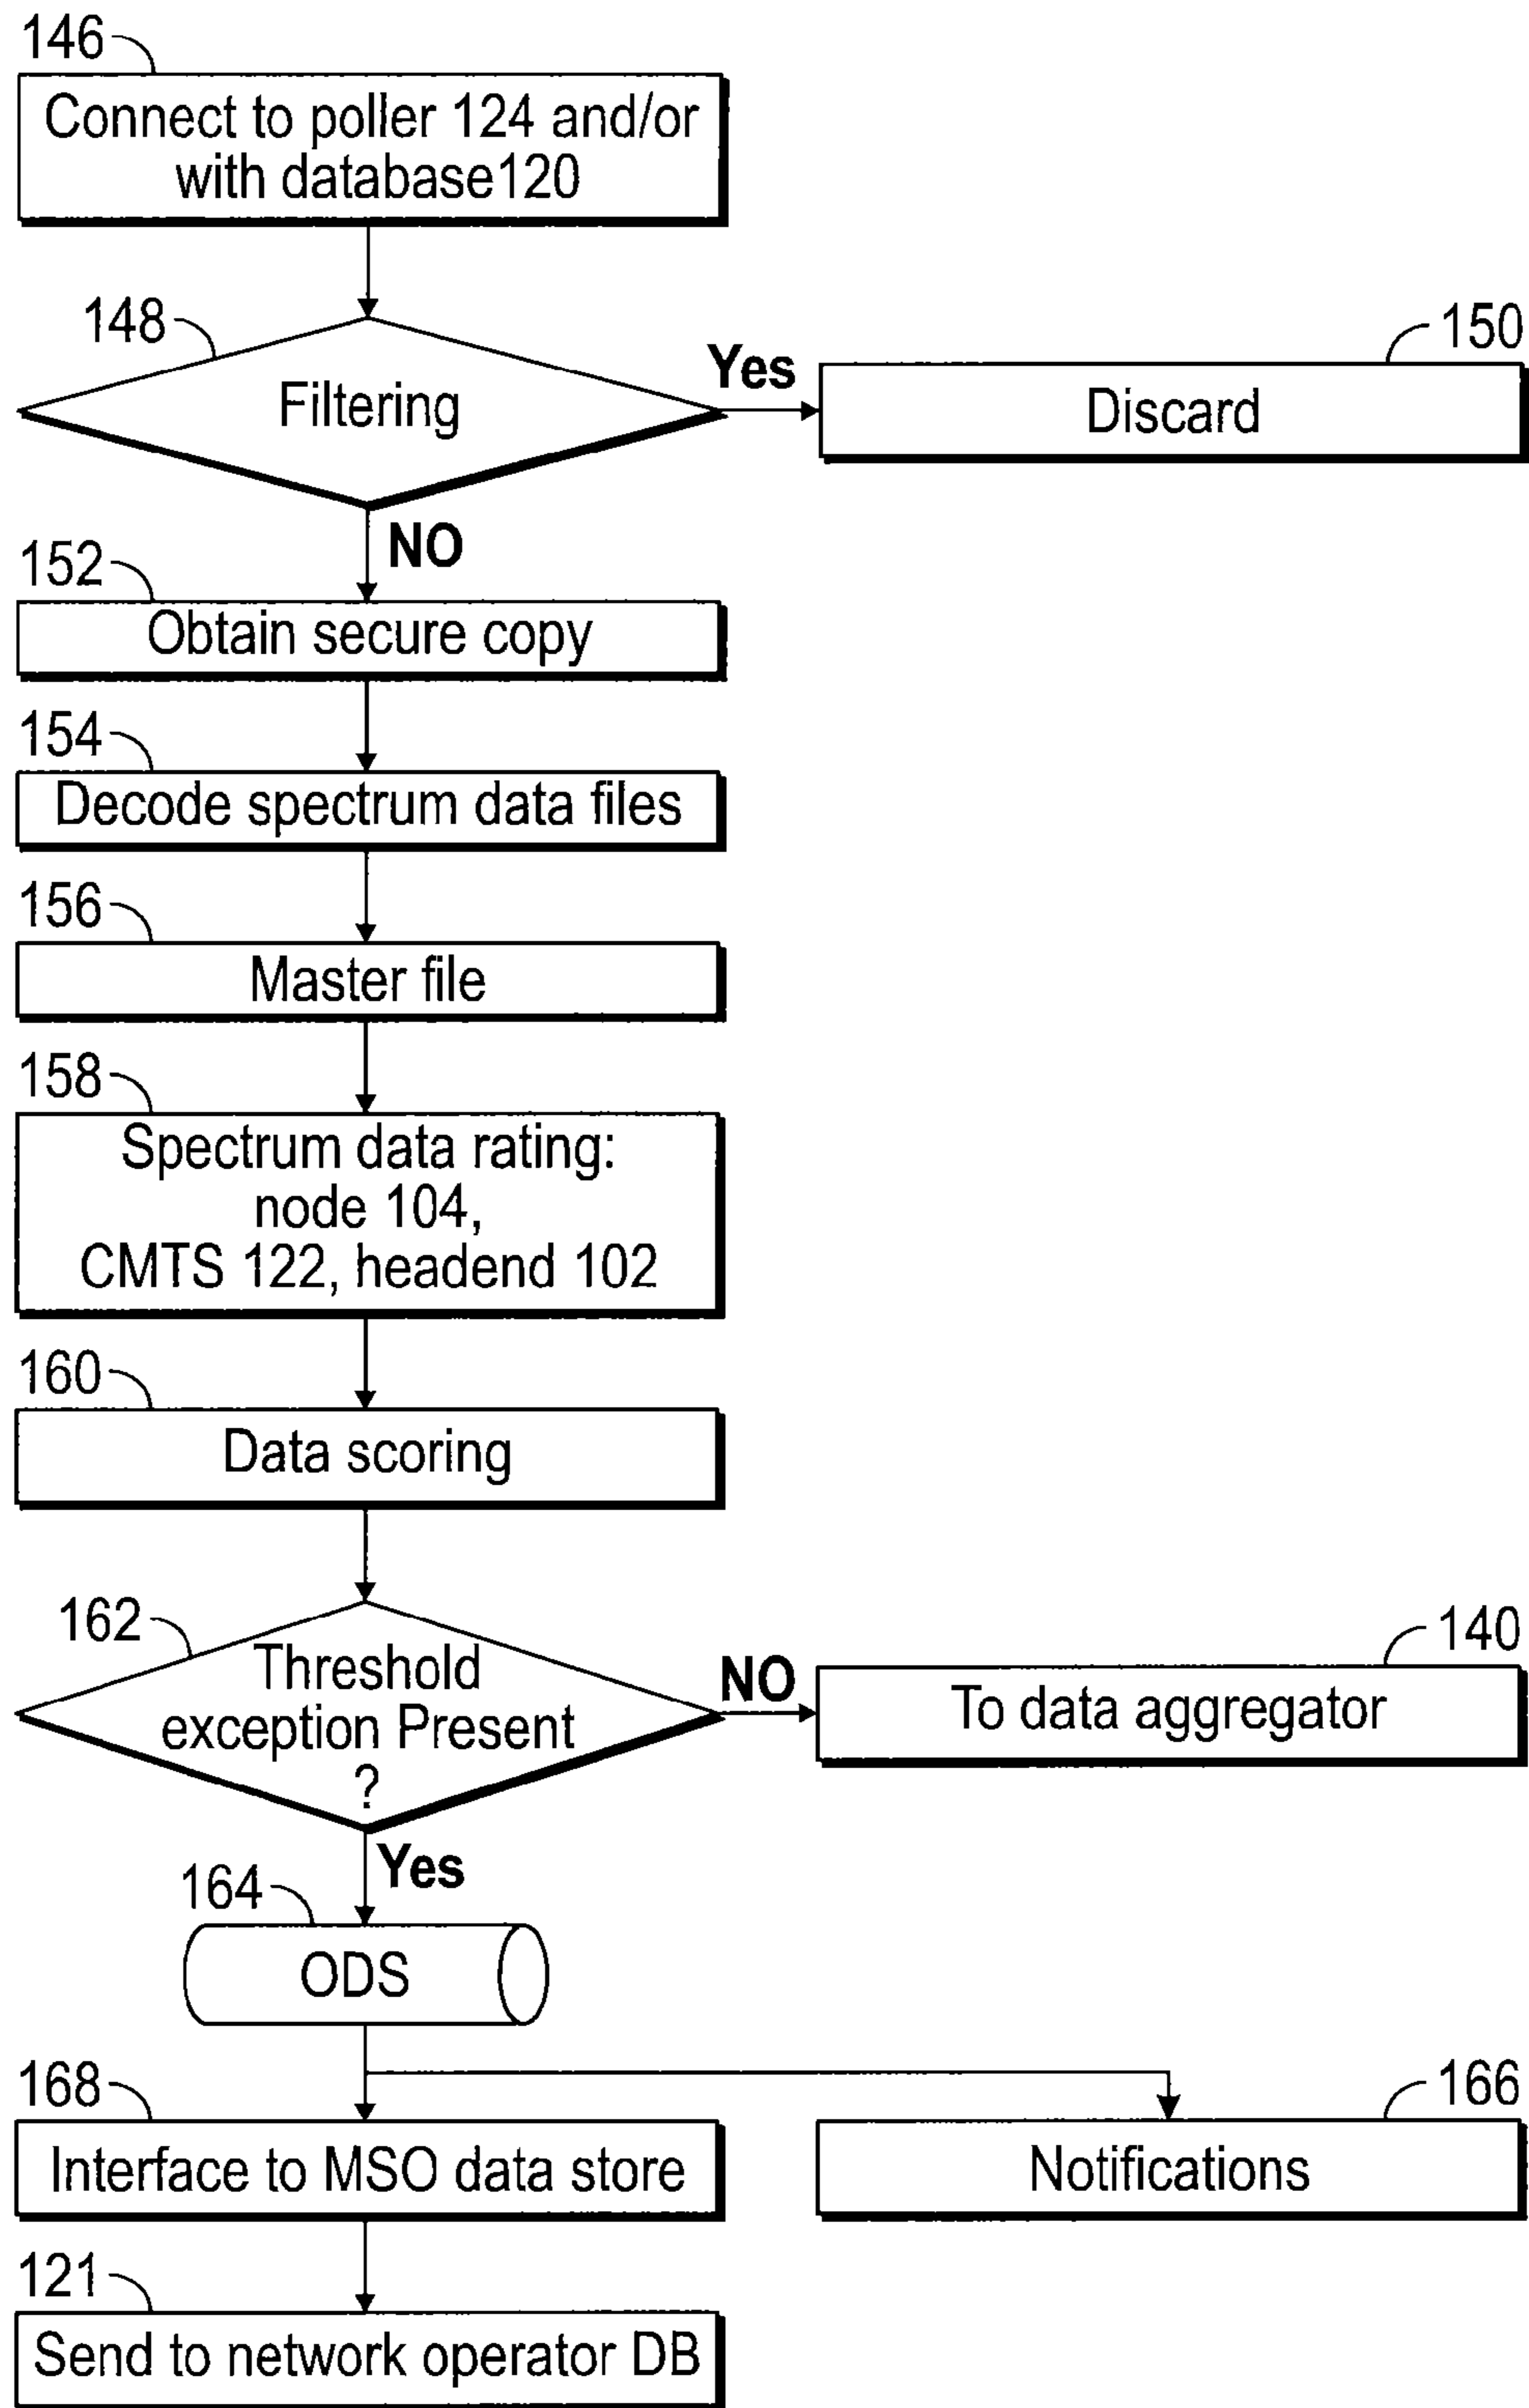 146
Connect to poller 124 and/or
with database120
148
Filtering
Yes
150
Discard
NO
152
Obtain secure copy
154
Decode spectrum data files
156
Master file
158
Spectrum data rating:
node 104,
CMTS 122, headend 102
160
Data scoring
162
Threshold
exception Present
?
NO
140
To data aggregator
Yes
164
ODS
168
Interface to MSO data store
166
Notifications
121
Send to network operator DB